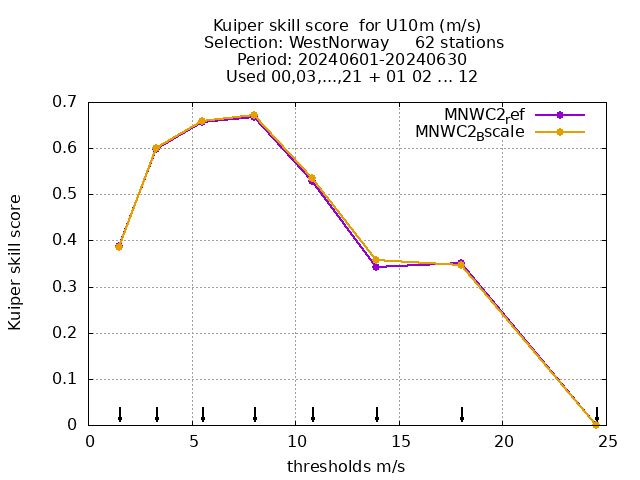 Kuiper skill score for U10m (m/s)
Selection: WestNorway 62 stations
Period: 20240601-20240630
Used 00,03,...,21 + 01 02 ... 12
MNWC2ref
MNWC2Bscale
0.7
0.6
0.5
0.4
0.3
0.2
0.1
0
Kuiper skill score
0 5 10 15 20 25
thresholds m/s